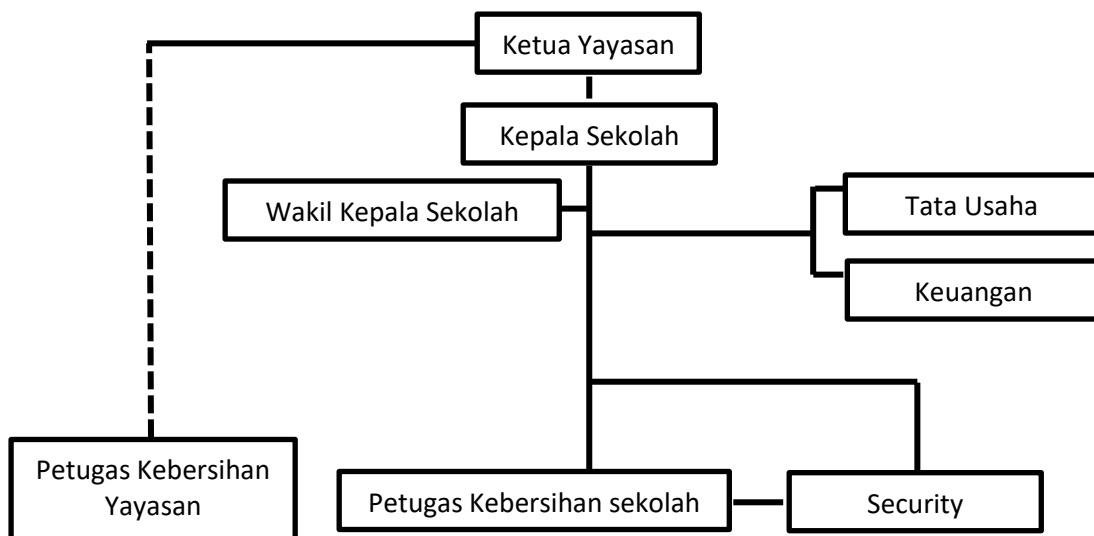 Ketua Yayasan
Kepala Sekolah
Wakil Kepala Sekolah
Tata Usaha
Keuangan
Petugas Kebersihan
Yayasan
Petugas Kebersihan sekolah
Security